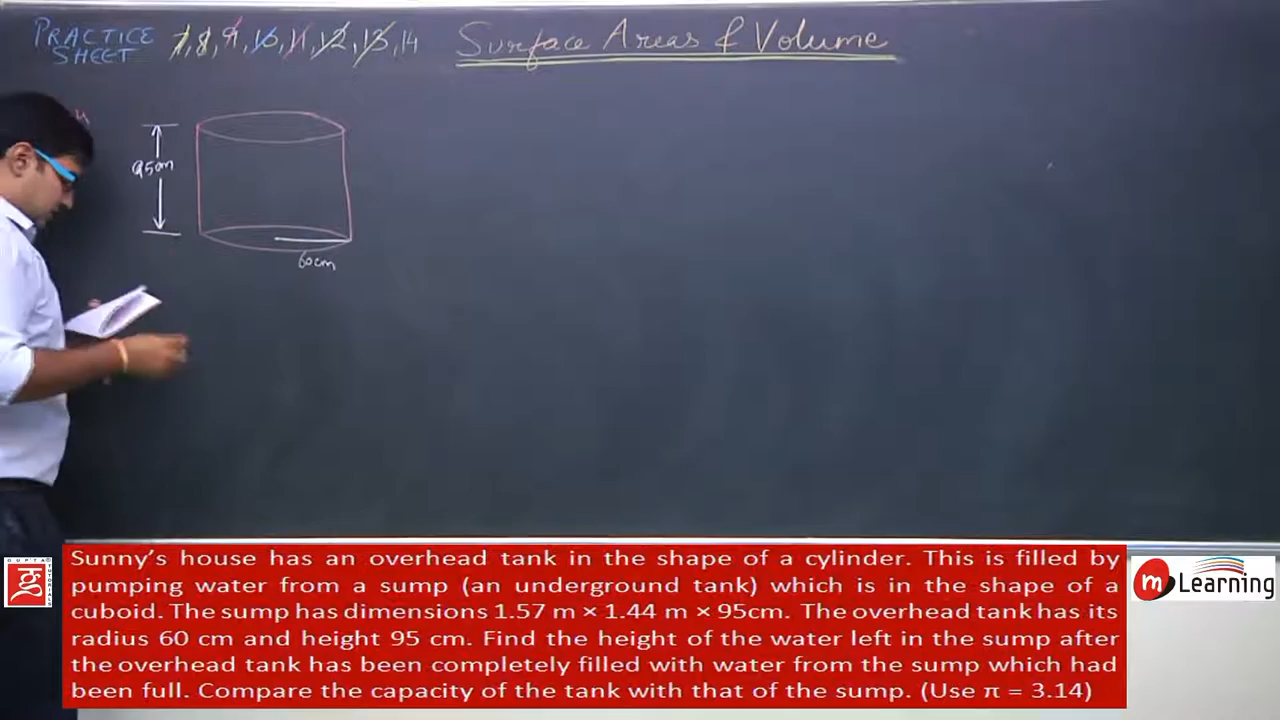 PRACTICE SHEET 7, 8, 9, 10, 11, 12, 13, 14
Surface Areas & Volume
95cm
60cm
Sunny's house has an overhead tank in the shape of a cylinder. This is filled by
pumping water from a sump (an underground tank) which is in the shape of a
cuboid. The sump has dimensions 1.57 m × 1.44 m × 95cm. The overhead tank has its
radius 60 cm and height 95 cm. Find the height of the water left in the sump after
the overhead tank has been completely filled with water from the sump which had
been full. Compare the capacity of the tank with that of the sump. (Use π = 3.14)
GUPTA TUTORIALS
m Learning